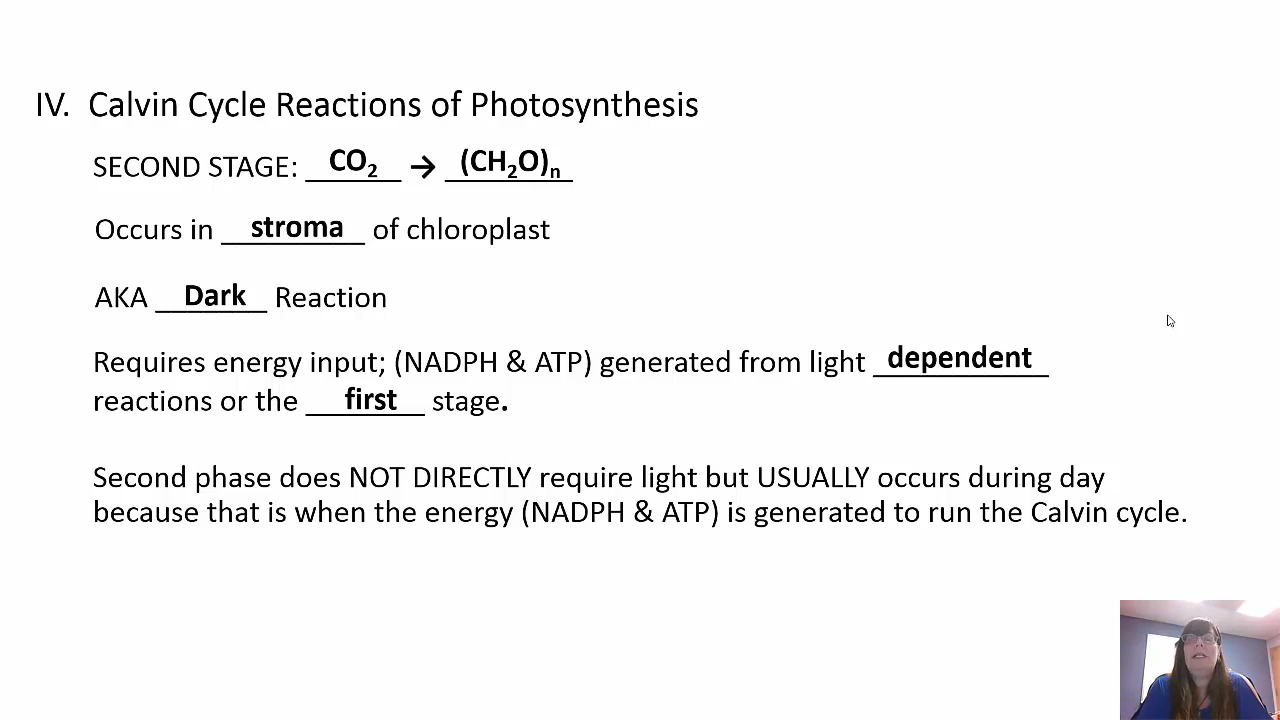 IV. Calvin Cycle Reactions of Photosynthesis
SECOND STAGE: CO₂ → (CH₂O)ₙ
Occurs in stroma of chloroplast
AKA Dark Reaction
Requires energy input; (NADPH & ATP) generated from light dependent
reactions or the first stage.
Second phase does NOT DIRECTLY require light but USUALLY occurs during day
because that is when the energy (NADPH & ATP) is generated to run the Calvin cycle.